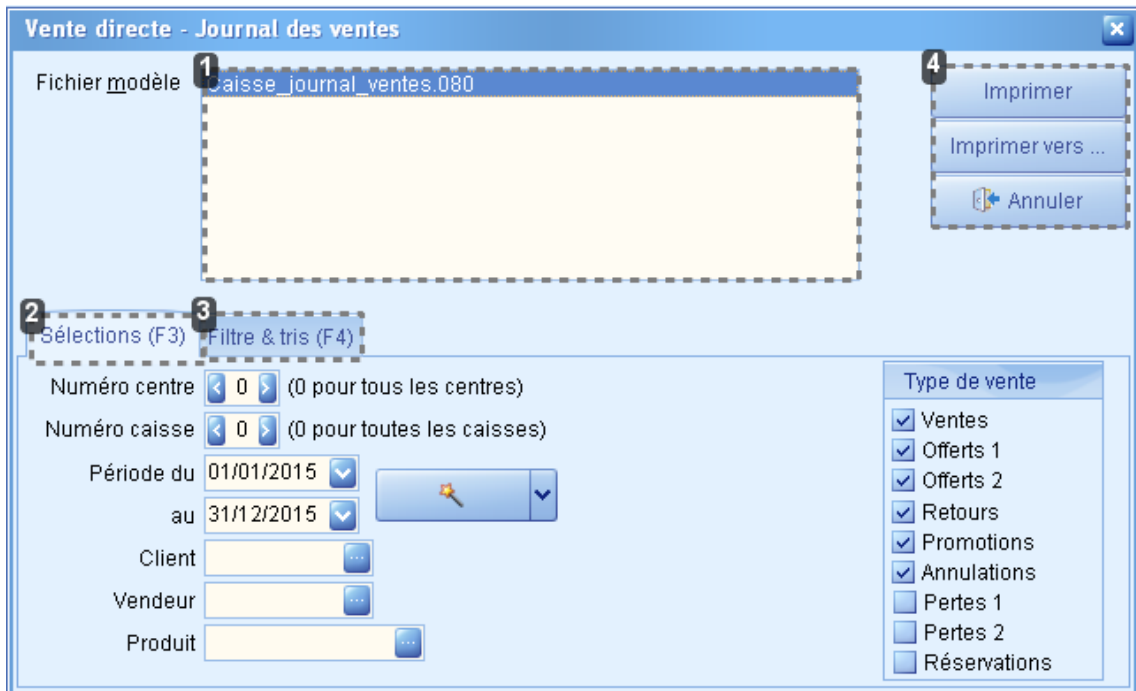 Vente directe - Journal des ventes
Fichier modèle
1
Caisse_journal_ventes.080
4
Imprimer
Imprimer vers ...
Annuler
2
Sélections (F3)
3
Filtre & tris (F4)
Numéro centre 0 (0 pour tous les centres)
Numéro caisse 0 (0 pour toutes les caisses)
Période du 01/01/2015
au 31/12/2015
Client
Vendeur
Produit
Type de vente
Ventes
Offerts 1
Offerts 2
Retours
Promotions
Annulations
Pertes 1
Pertes 2
Réservations